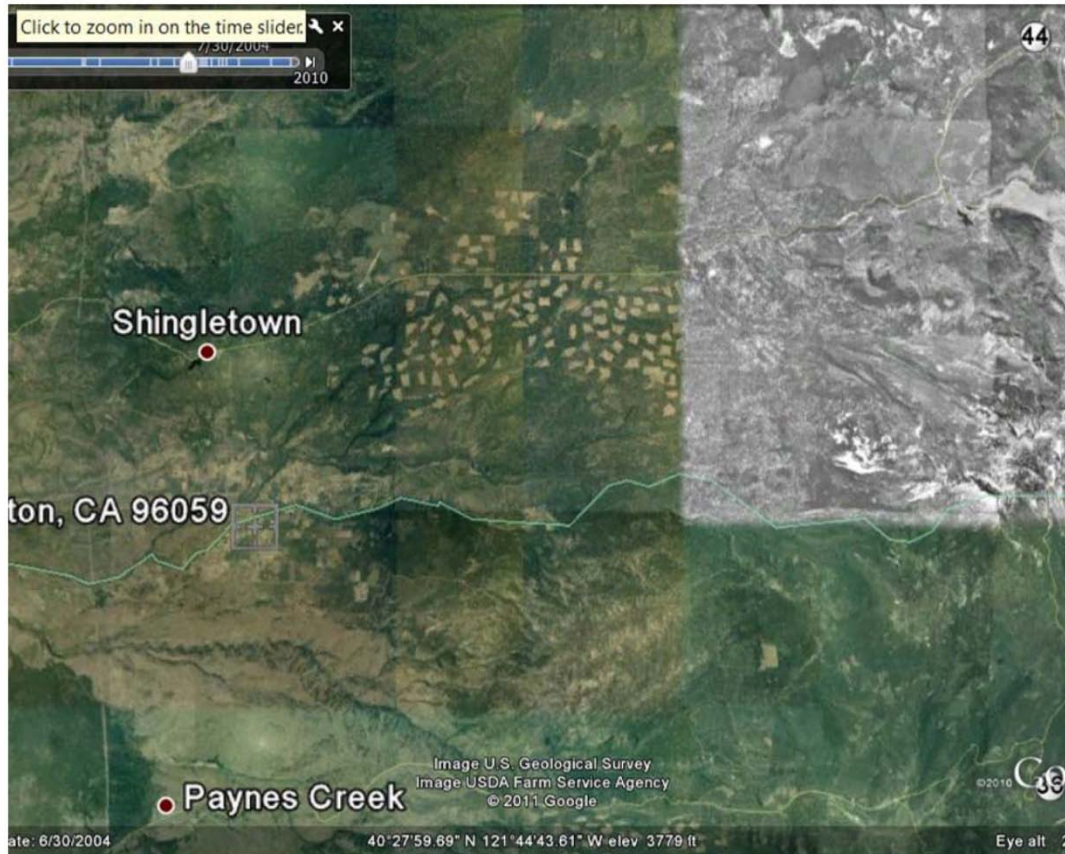 Click to zoom in on the time slider.
7/30/2004
2010
44
Shingletown
ton, CA 96059
Image U.S. Geological Survey
Image USDA Farm Service Agency
© 2011 Google
©2010
Go
36
Paynes Creek
ate: 6/30/2004
40°27'59.69" N 121°44'43.61" W elev 3779 ft
Eye alt